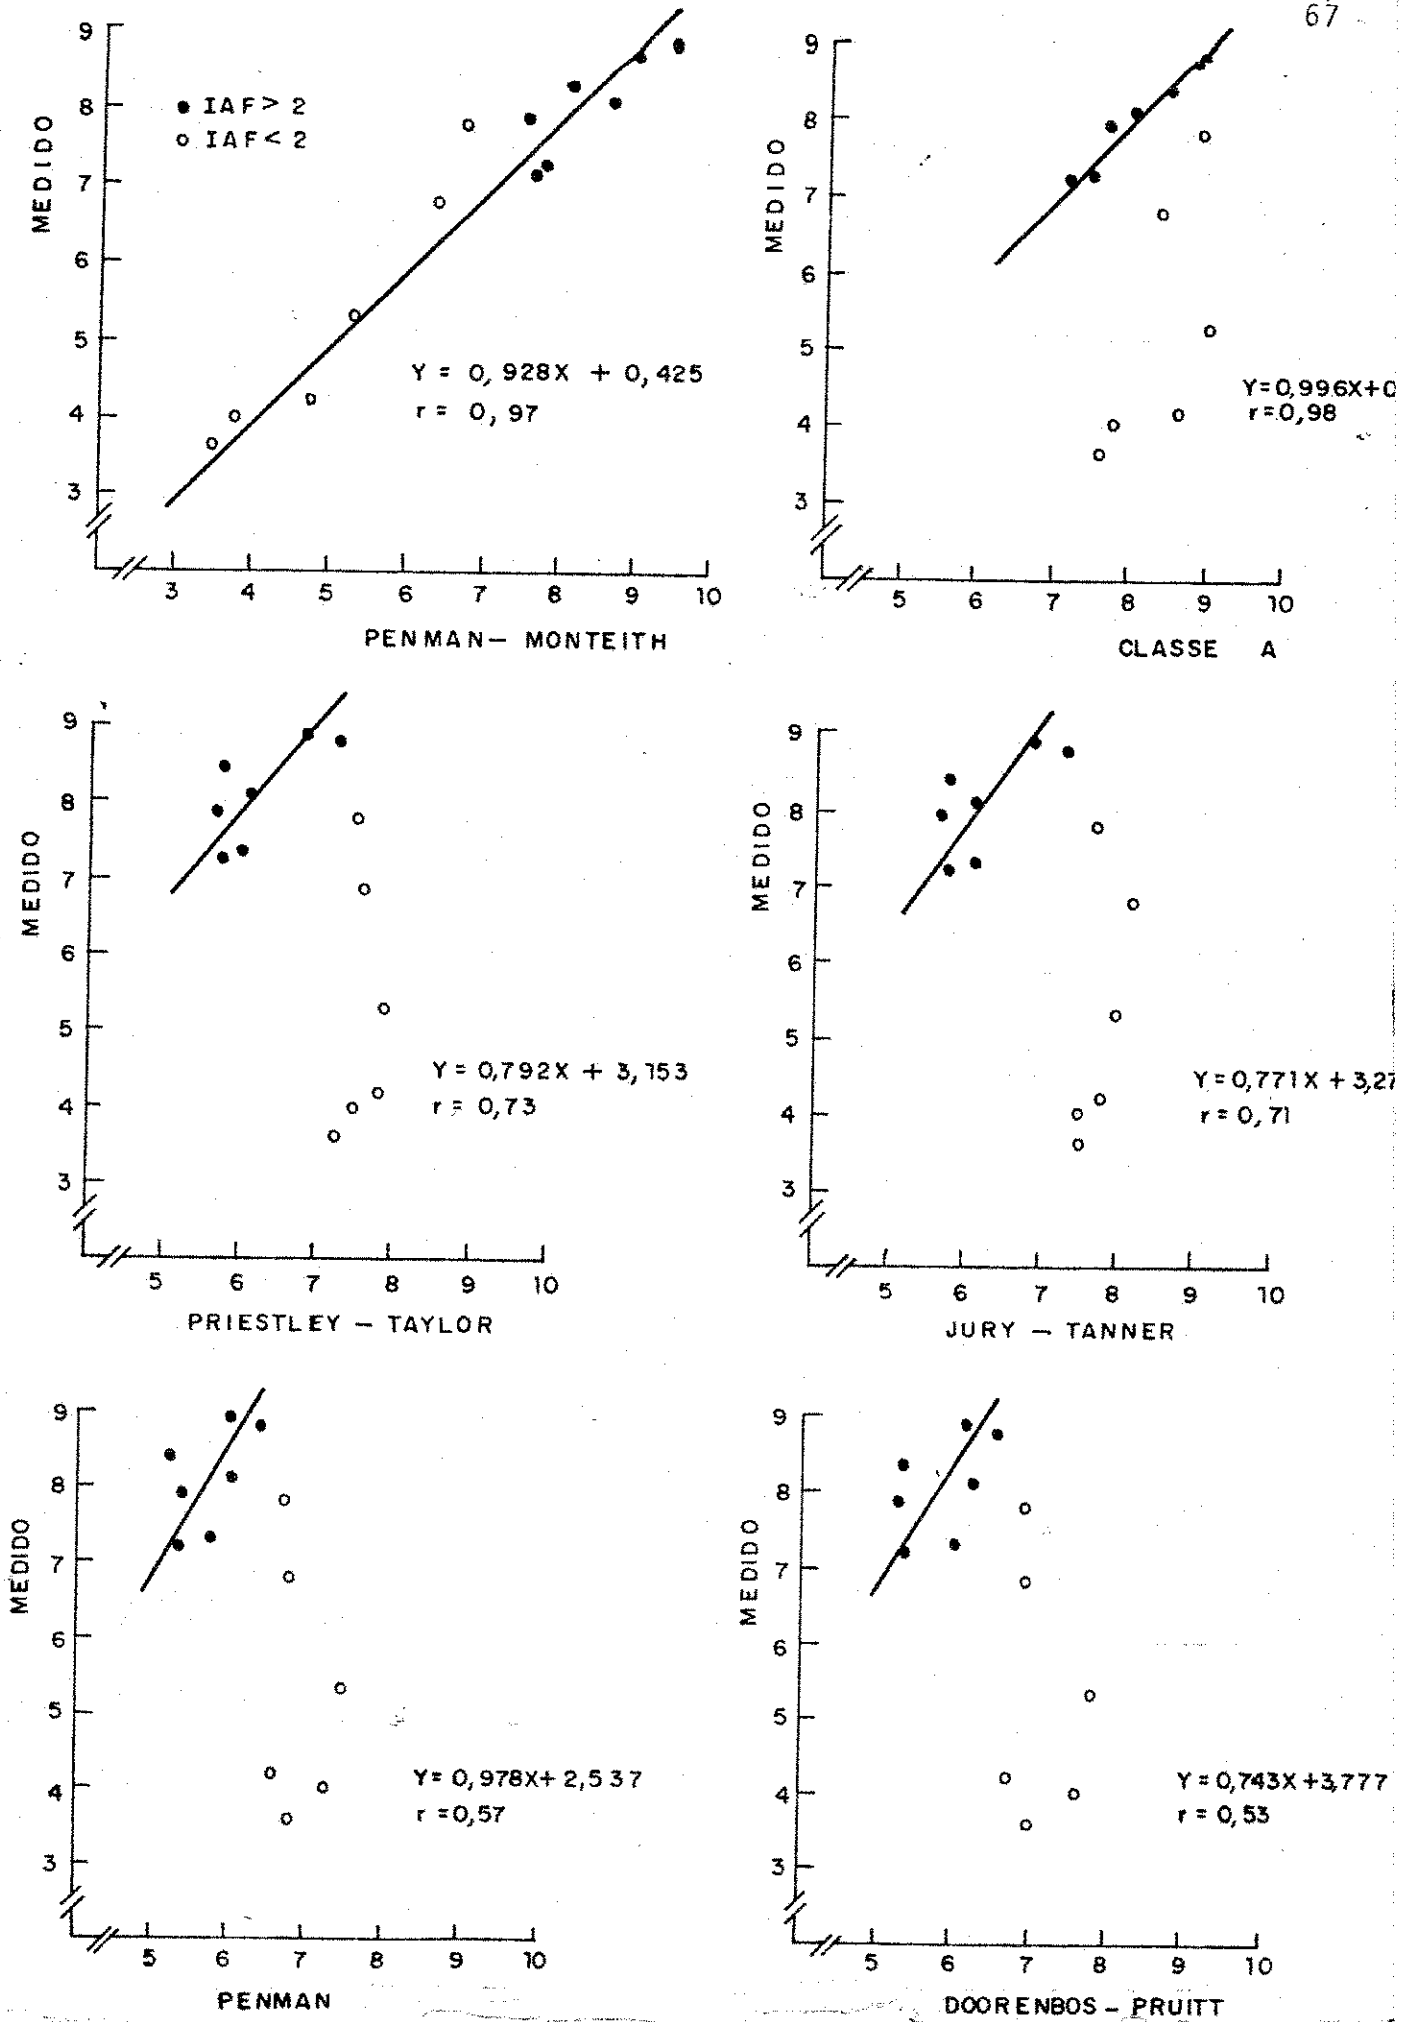 67
9
8
7
6
5
4
3
MEDIDO
● IAF > 2
○ IAF < 2
Y = 0,928X + 0,425
r = 0,97
3 4 5 6 7 8 9 10
PENMAN– MONTEITH
9
8
7
6
5
4
3
MEDIDO
Y=0,996X+0
r=0,98
5 6 7 8 9 10
CLASSE A
9
8
7
6
5
4
3
MEDIDO
Y = 0,792X + 3,153
r = 0,73
5 6 7 8 9 10
PRIESTLEY – TAYLOR
9
8
7
6
5
4
3
MEDIDO
Y=0,771X + 3,27
r = 0,71
5 6 7 8 9 10
JURY – TANNER
9
8
7
6
5
4
3
MEDIDO
Y= 0,978X+ 2,537
r =0,57
5 6 7 8 9 10
PENMAN
9
8
7
6
5
4
3
MEDIDO
Y = 0,743X +3,777
r = 0,53
5 6 7 8 9 10
DOORENBOS – PRUITT